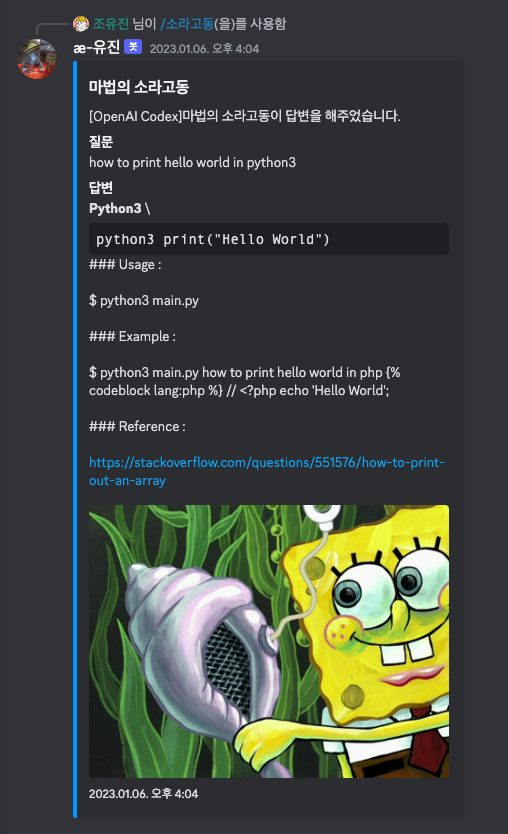 조유진 님이 /소라고동(을)를 사용함
æ-유진 봇 2023.01.06. 오후 4:04
마법의 소라고동
[OpenAI Codex]마법의 소라고동이 답변을 해주었습니다.
질문
how to print hello world in python3
답변
Python3 \
python3 print("Hello World")
### Usage :
$ python3 main.py
### Example :
$ python3 main.py how to print hello world in php {%
codeblock lang:php %} // <?php echo 'Hello World';
### Reference :
https://stackoverflow.com/questions/551576/how-to-print-
out-an-array
2023.01.06. 오후 4:04